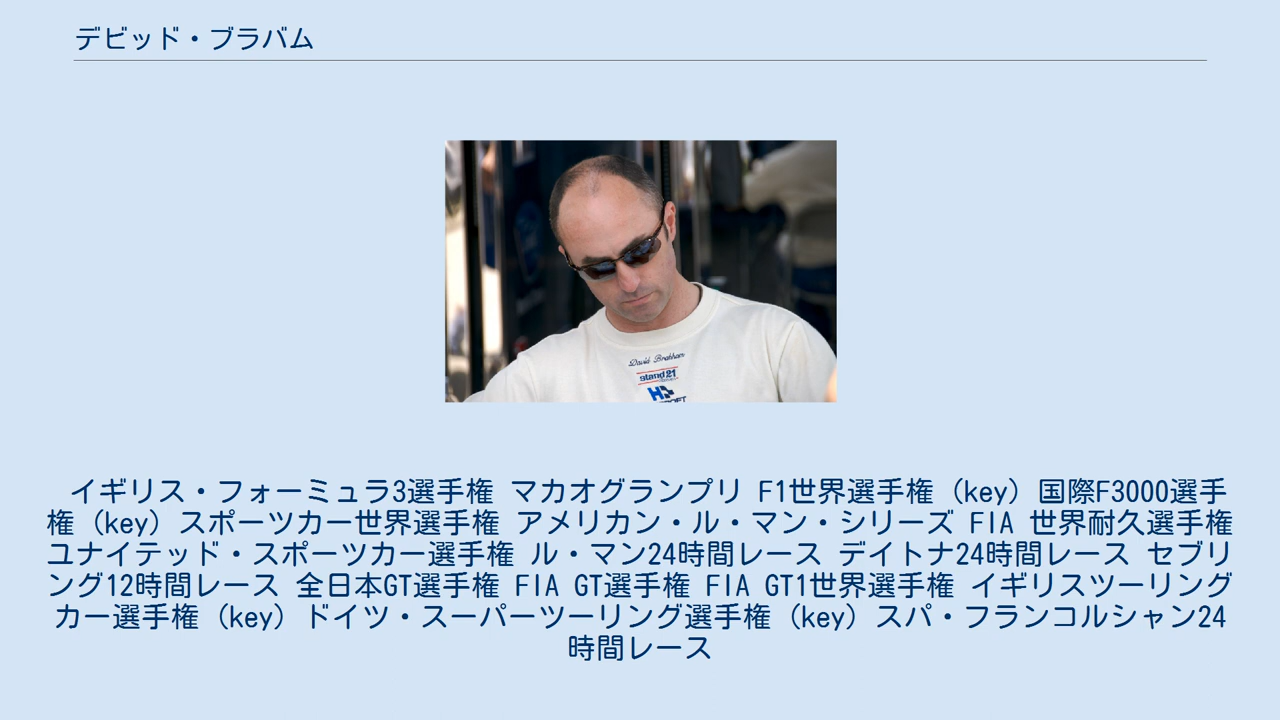 デビッド・ブラバム
David Brabham
stand21
イギリス・フォーミュラ3選手権 マカオグランプリ F1世界選手権（key）国際F3000選手
権（key）スポーツカー世界選手権 アメリカン・ル・マン・シリーズ FIA 世界耐久選手権
ユナイテッド・スポーツカー選手権 ル・マン24時間レース デイトナ24時間レース セブリ
ング12時間レース 全日本GT選手権 FIA GT選手権 FIA GT1世界選手権 イギリスツーリング
カー選手権（key）ドイツ・スーパーツーリング選手権（key）スパ・フランコルシャン24
時間レース